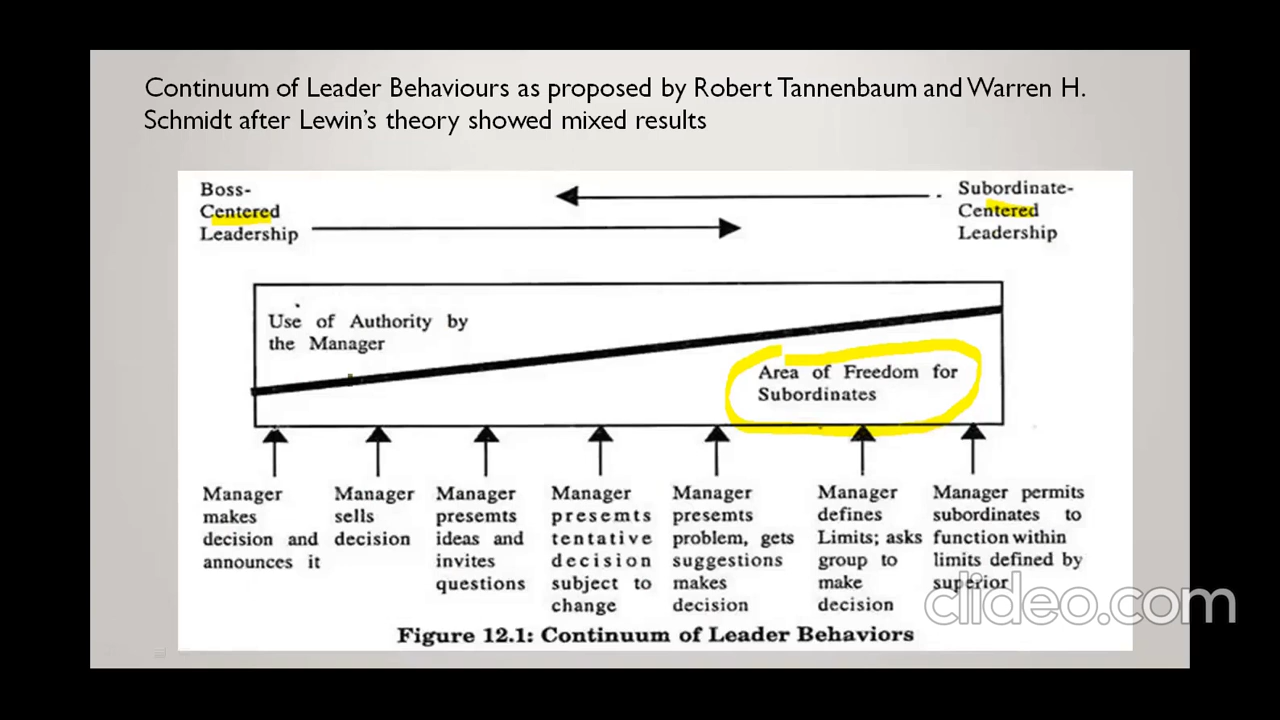 Continuum of Leader Behaviours as proposed by Robert Tannenbaum and Warren H.
Schmidt after Lewin's theory showed mixed results
Boss-
Centered
Leadership
Subordinate-
Centered
Leadership
Use of Authority by
the Manager
Area of Freedom for
Subordinates
Manager
makes
decision and
announces it
Manager
sells
decision
Manager
presemts
ideas and
invites
questions
Manager
presemts
tentative
decision
subject to
change
Manager
presemts
problem, gets
suggestions
makes
decision
Manager
defines
Limits; asks
group to
make
decision
Manager permits
subordinates to
function within
limits defined by
superior
Figure 12.1: Continuum of Leader Behaviors
clideo.com